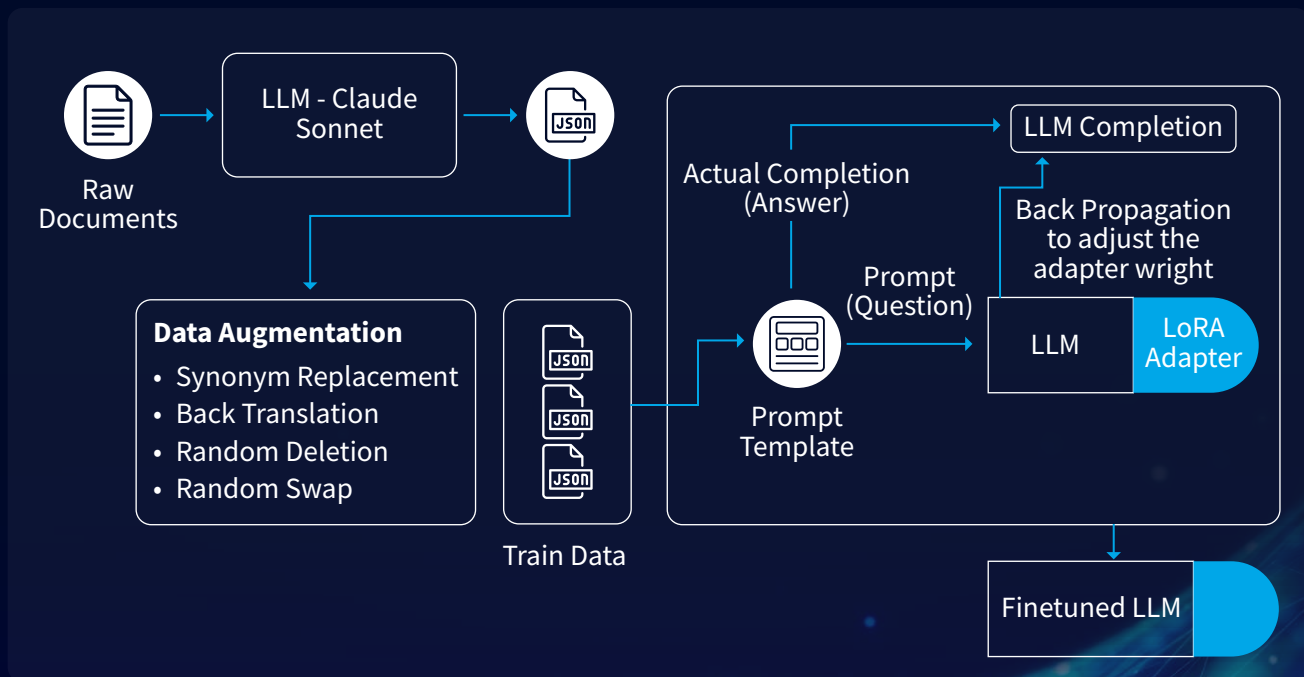 LLM - Claude
Sonnet
JSON
Raw
Documents
Data Augmentation
• Synonym Replacement
• Back Translation
• Random Deletion
• Random Swap
JSON
JSON
JSON
Train Data
LLM Completion
Actual Completion
(Answer)
Back Propagation
to adjust the
adapter wright
Prompt
(Question)
LLM
LoRA
Adapter
Prompt
Template
Finetuned LLM